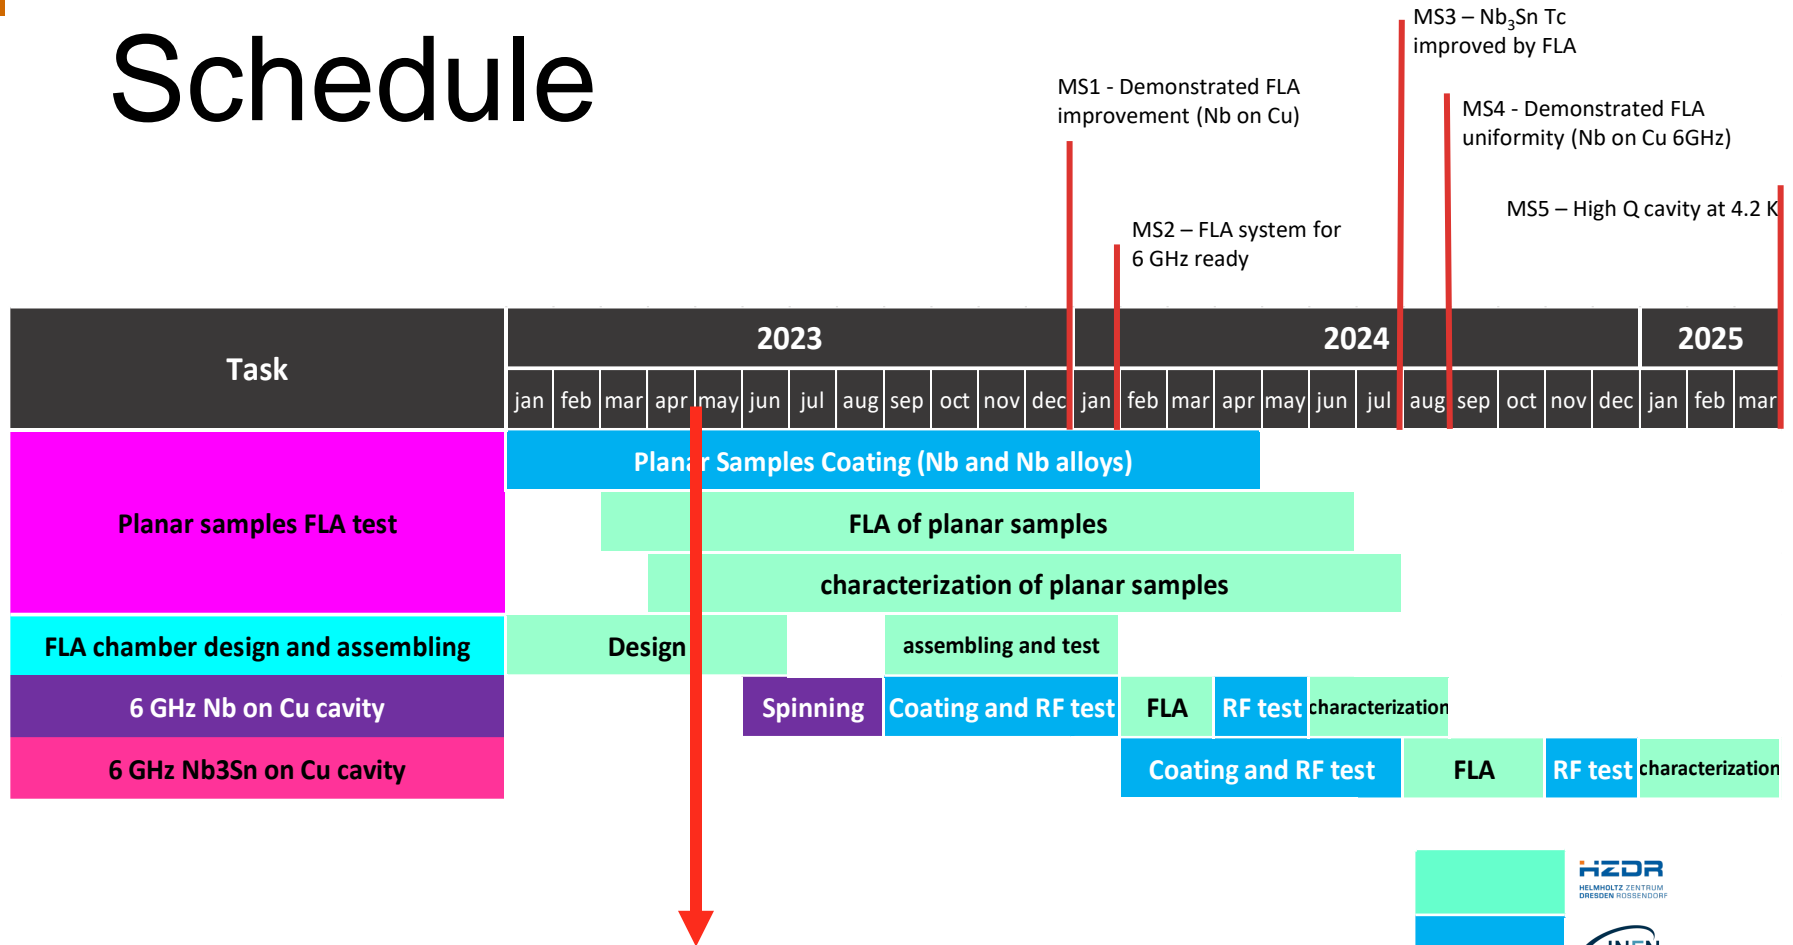 Schedule
MS3 – Nb3Sn Tc
improved by FLA
MS1 - Demonstrated FLA
improvement (Nb on Cu)
MS4 - Demonstrated FLA
uniformity (Nb on Cu 6GHz)
MS5 – High Q cavity at 4.2 K
MS2 – FLA system for
6 GHz ready
Task
2023 2024 2025
jan feb mar apr may jun jul aug sep oct nov dec jan feb mar apr may jun jul aug sep oct nov dec jan feb mar
Planar samples FLA test
Planar Samples Coating (Nb and Nb alloys)
FLA of planar samples
characterization of planar samples
FLA chamber design and assembling Design assembling and test
6 GHz Nb on Cu cavity Spinning Coating and RF test FLA RF test characterization
6 GHz Nb3Sn on Cu cavity Coating and RF test FLA RF test characterization
HZDR
HELMHOLTZ ZENTRUM
DRESDEN ROSSENDORF
INFN